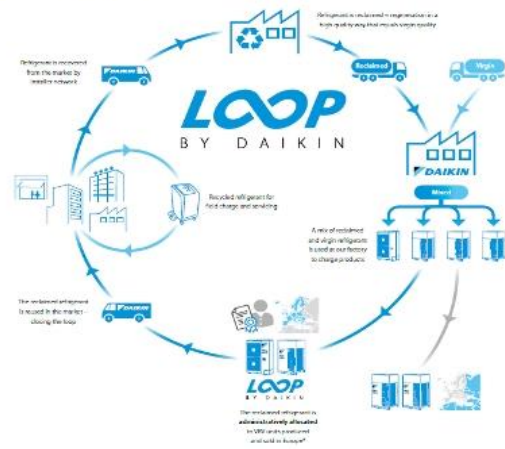 Refrigerant is reclaimed = regeneration in a
high quality way that equals virgin quality
Refrigerant is recovered
from the market by
installer network
DAIKIN
Reclaimed
Virgin
LOOP
BY DAIKIN
DAIKIN
Mixed
Recycled refrigerant for
field charge and servicing
A mix of reclaimed
and virgin refrigerant
is used at our factory
to charge products
The reclaimed refrigerant
is reused in the market
closing the loop
DAIKIN
LOOP
BY DAIKIN
The reclaimed refrigerant is
administratively allocated
to VRV units produced
and sold in Europe*